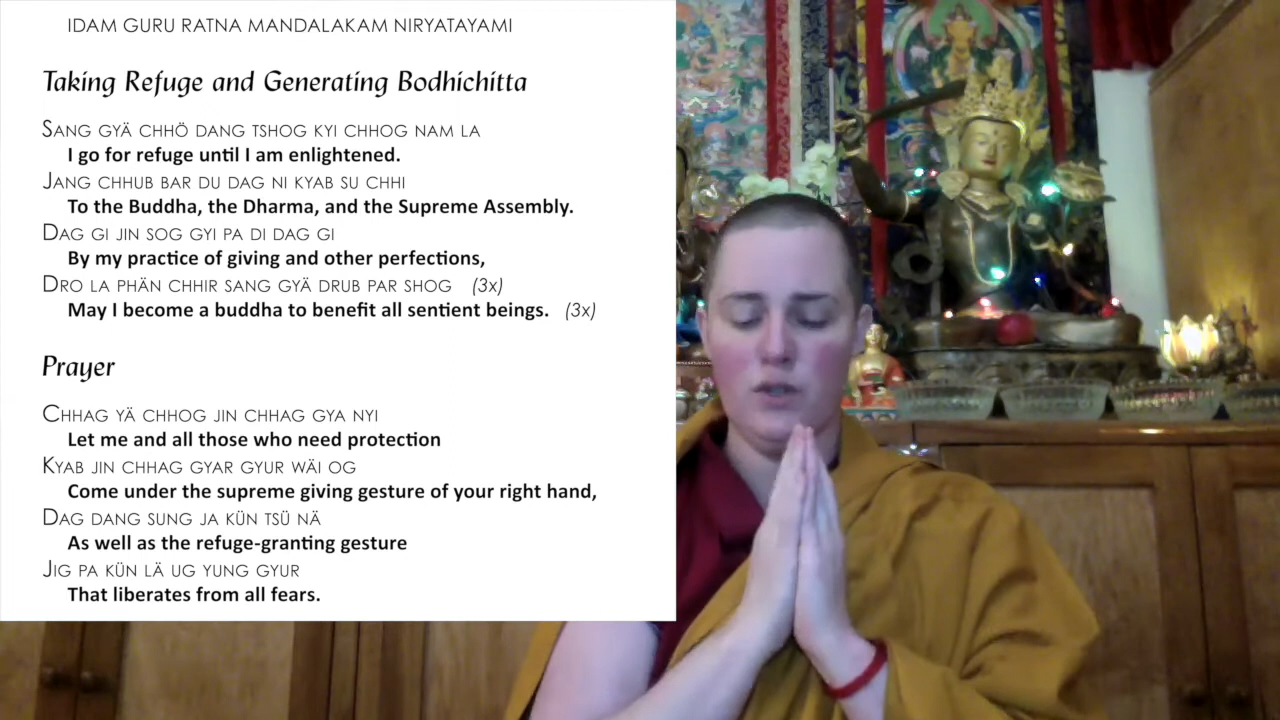 IDAM GURU RATNA MANDALAKAM NIRYATAYAMI
Taking Refuge and Generating Bodhichitta
SANG GYÄ CHHÖ DANG TSHOG KYI CHHOG NAM LA
I go for refuge until I am enlightened.
JANG CHHUB BAR DU DAG NI KYAB SU CHHI
To the Buddha, the Dharma, and the Supreme Assembly.
DAG GI JIN SOG GYI PA DI DAG GI
By my practice of giving and other perfections,
DRO LA PHÄN CHHIR SANG GYÄ DRUB PAR SHOG (3x)
May I become a buddha to benefit all sentient beings. (3x)
Prayer
CHHAG YÄ CHHOG JIN CHHAG GYA NYI
Let me and all those who need protection
KYAB JIN CHHAG GYAR GYUR WÄI OG
Come under the supreme giving gesture of your right hand,
DAG DANG SUNG JA KÜN TSÜ NÄ
As well as the refuge-granting gesture
JIG PA KÜN LÄ UG YUNG GYUR
That liberates from all fears.